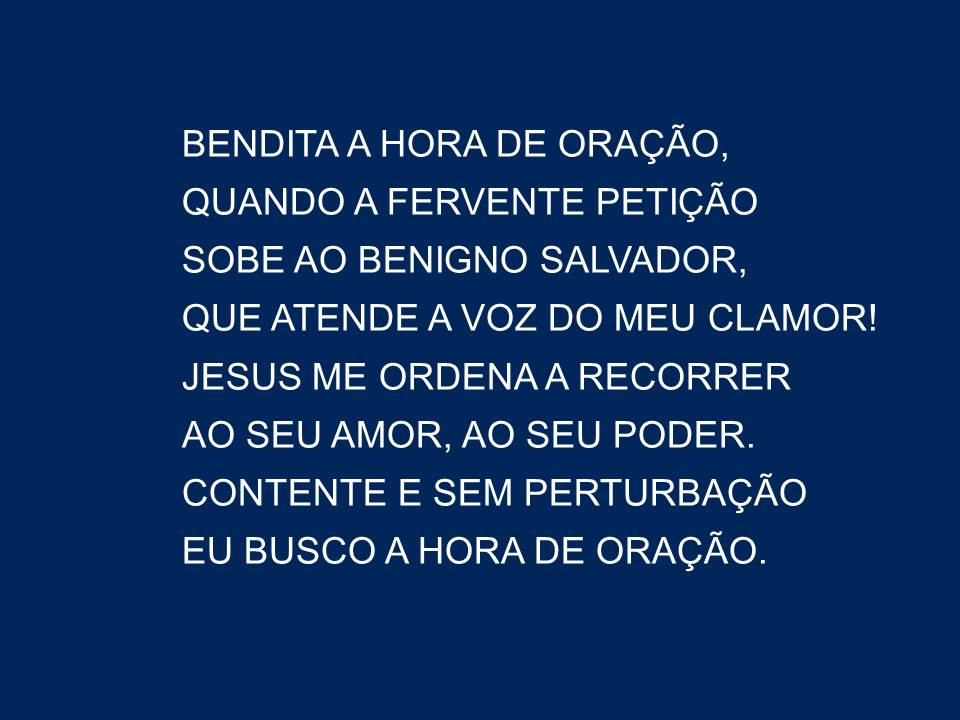 BENDITA A HORA DE ORAÇÃO,
QUANDO A FERVENTE PETIÇÃO
SOBE AO BENIGNO SALVADOR,
QUE ATENDE A VOZ DO MEU CLAMOR!
JESUS ME ORDENA A RECORRER
AO SEU AMOR, AO SEU PODER.
CONTENTE E SEM PERTURBAÇÃO
EU BUSCO A HORA DE ORAÇÃO.